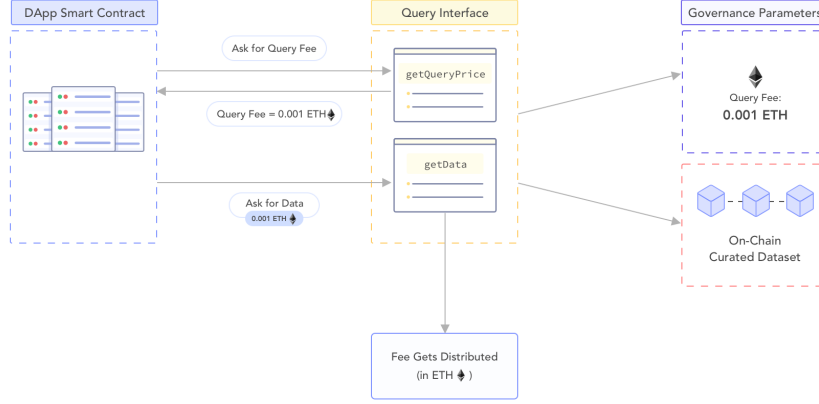 DApp Smart Contract
Query Interface
Governance Parameters
Ask for Query Fee
getQueryPrice
Query Fee = 0.001 ETH
Query Fee:
0.001 ETH
getData
Ask for Data
0.001 ETH
On-Chain
Curated Dataset
Fee Gets Distributed
(in ETH )